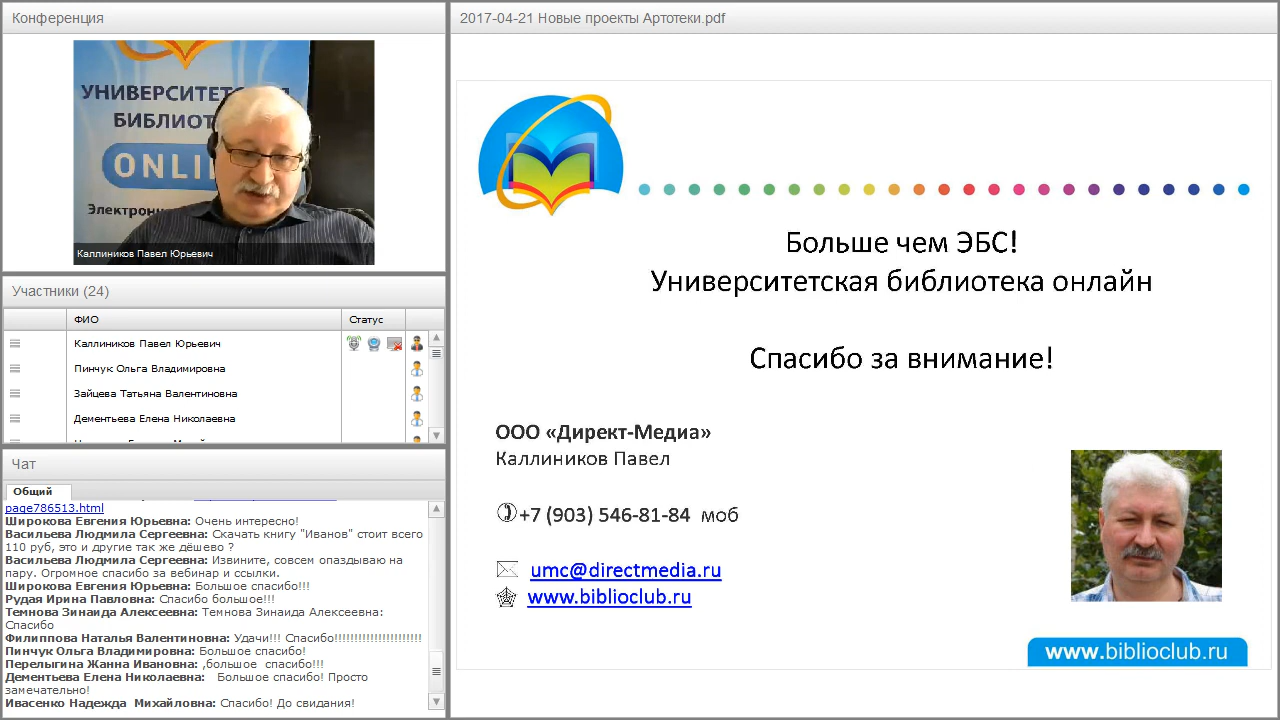 Конференция
УНИВЕРСИТЕТСКАЯ
БИБЛИОТ
ONLI
Электронн
Каллиников Павел Юрьевич
Участники (24)
ФИО Статус
Каллиников Павел Юрьевич
Пинчук Ольга Владимировна
Зайцева Татьяна Валентиновна
Дементьева Елена Николаевна
Чат
Общий
page786513.html
Широкова Евгения Юрьевна: Очень интересно!
Васильева Людмила Сергеевна: Скачать книгу "Иванов" стоит всего
110 руб, это и другие так же дёшево ?
Васильева Людмила Сергеевна: Извините, совсем опаздываю на
пару. Огромное спасибо за вебинар и ссылки.
Широкова Евгения Юрьевна: Большое спасибо!!!
Рудая Ирина Павловна: Спасибо большое!!!
Темнова Зинаида Алексеевна: Темнова Зинаида Алексеевна:
Спасибо
Филиппова Наталья Валентиновна: Удачи!!! Спасибо!!!!!!!!!!!!!!!!!!!!!!
Пинчук Ольга Владимировна: Большое спасибо!
Перелыгина Жанна Ивановна: ,большое спасибо!!!
Дементьева Елена Николаевна: Большое спасибо! Просто
замечательно!
Ивасенко Надежда Михайловна: Спасибо! До свидания!
2017-04-21 Новые проекты Артотеки.pdf
Больше чем ЭБС!
Университетская библиотека онлайн
Спасибо за внимание!
ООО «Директ-Медиа»
Каллиников Павел
+7 (903) 546-81-84 моб
umc@directmedia.ru
www.biblioclub.ru
www.biblioclub.ru